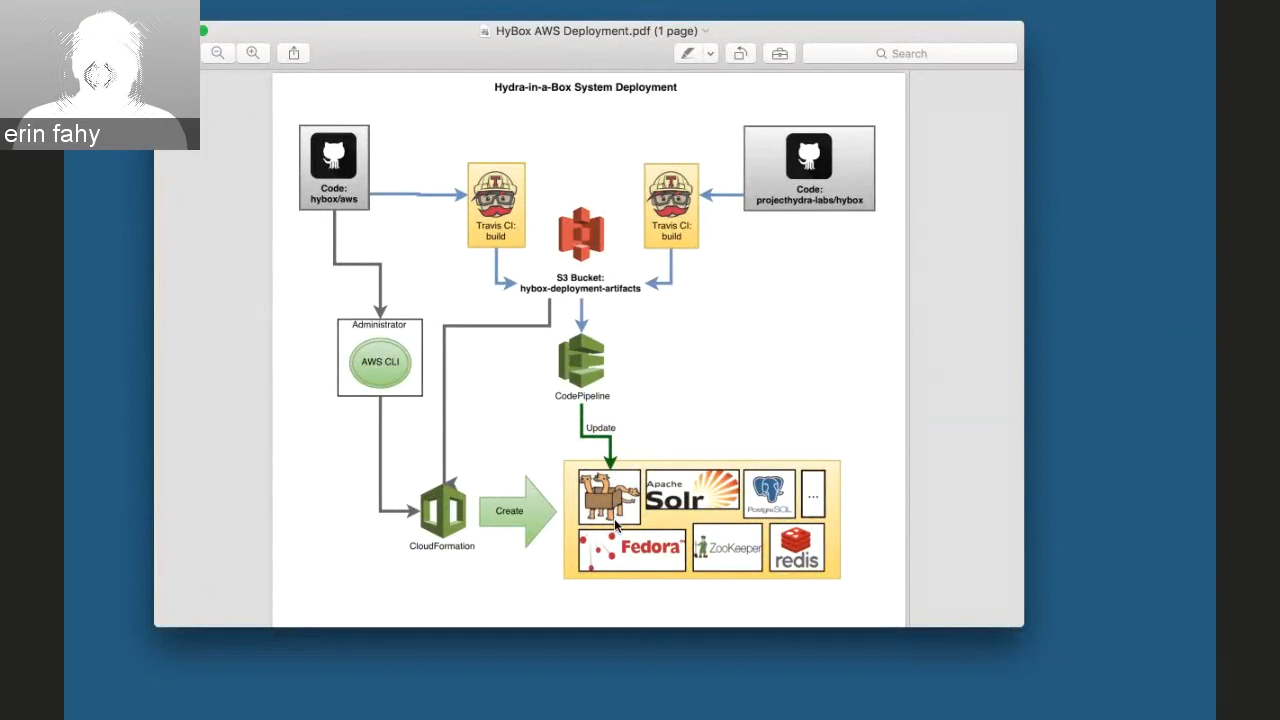 HyBox AWS Deployment.pdf (1 page)
erin fahy
Search
Hydra-in-a-Box System Deployment
Code:
hybox/aws
Code:
projecthydra-labs/hybox
T
Travis CI:
build
T
Travis CI:
build
S3 Bucket:
hybox-deployment-artifacts
Administrator
AWS CLI
CodePipeline
Update
CloudFormation
Create
Apache
Solr
PostgreSQL
...
Fedora™
ZooKeeper
redis